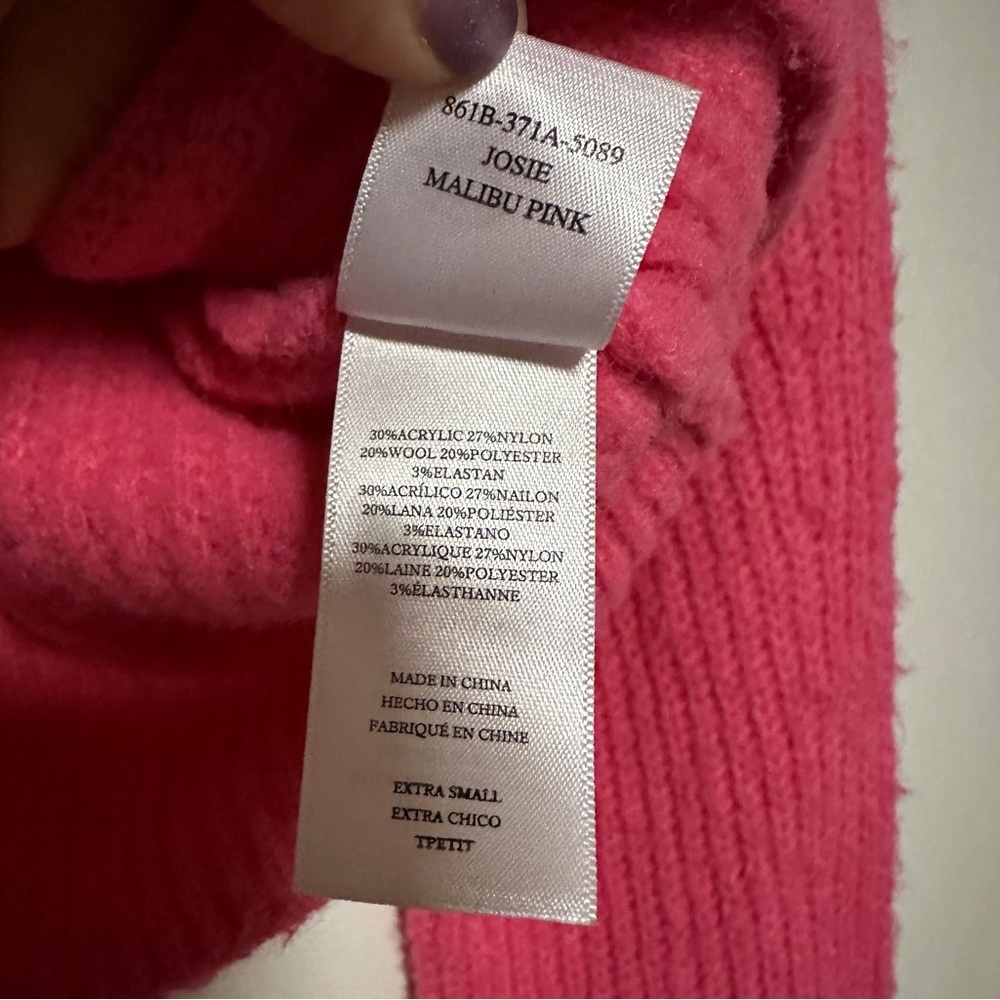 861B-371A-5089
JOSIE
MALIBU PINK
30%ACRYLIC 27%NYLON
20%WOOL 20%POLYESTER
3%ELASTAN
30%ACRÍLICO 27%NAILON
20%LANA 20%POLIÉSTER
3%ELASTANO
30%ACRYLIQUE 27%NYLON
20%LAINE 20%POLYESTER
3%ÉLASTHANNE
MADE IN CHINA
HECHO EN CHINA
FABRIQUÉ EN CHINE
EXTRA SMALL
EXTRA CHICO
TPETIT